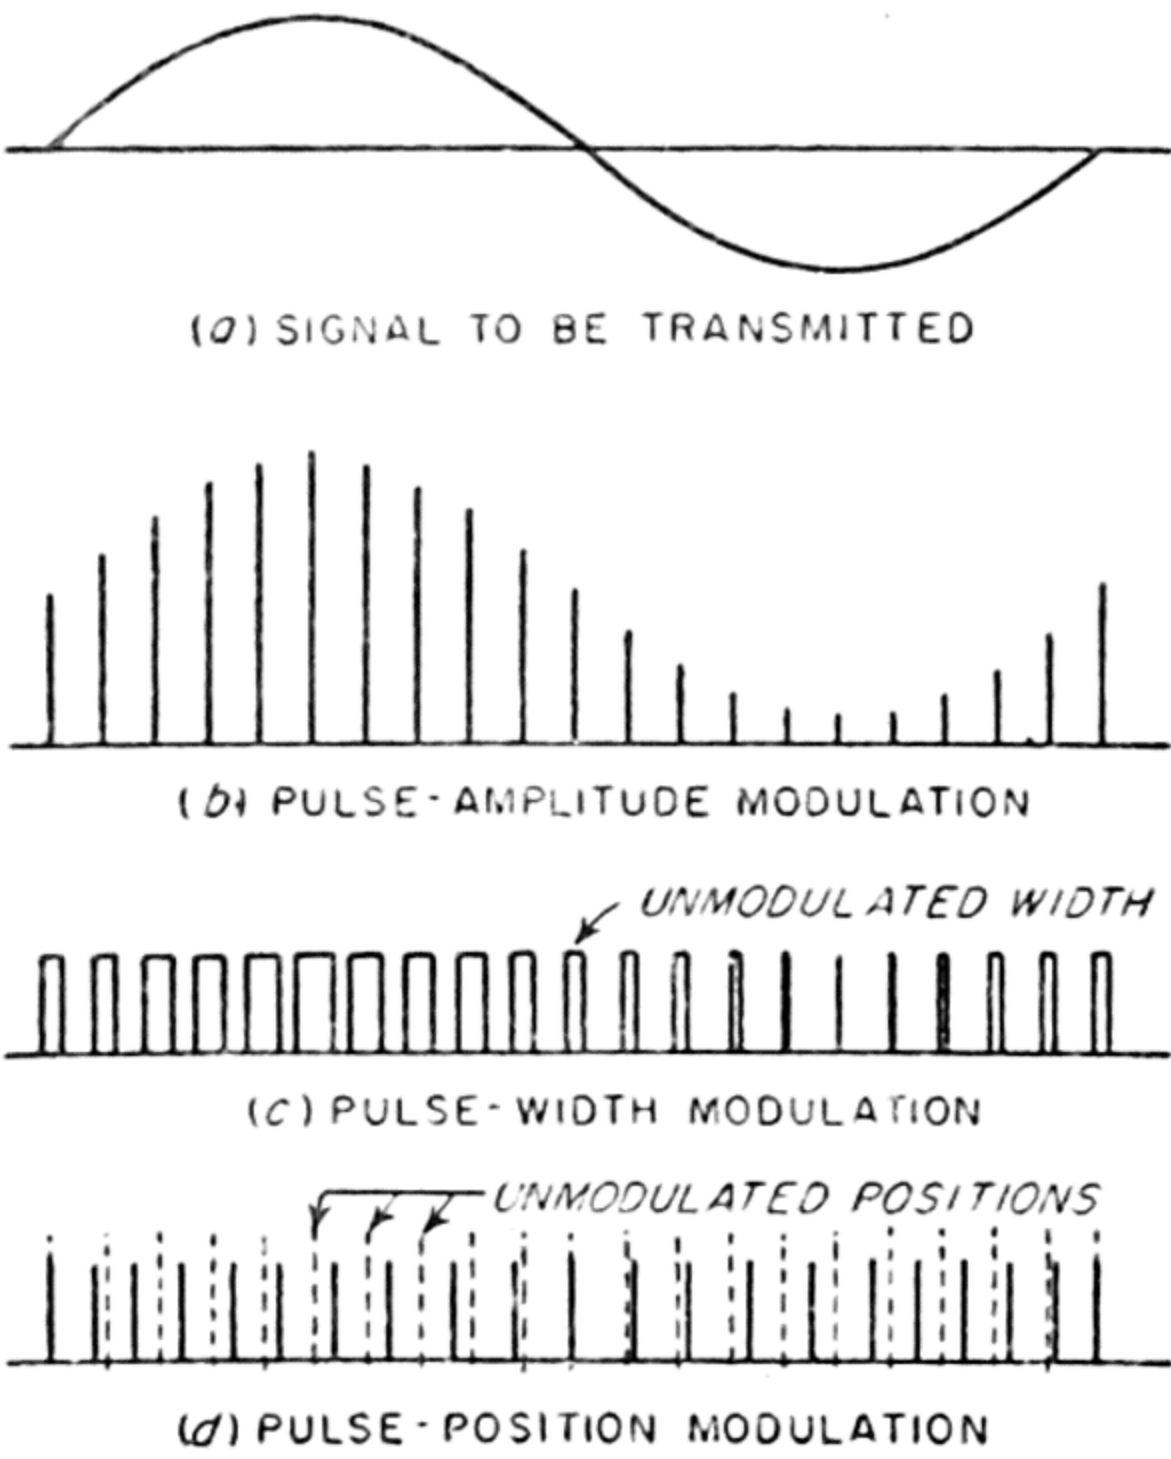 (a) SIGNAL TO BE TRANSMITTED
(b) PULSE-AMPLITUDE MODULATION
UNMODULATED WIDTH
(c) PULSE-WIDTH MODULATION
UNMODULATED POSITIONS
(d) PULSE-POSITION MODULATION